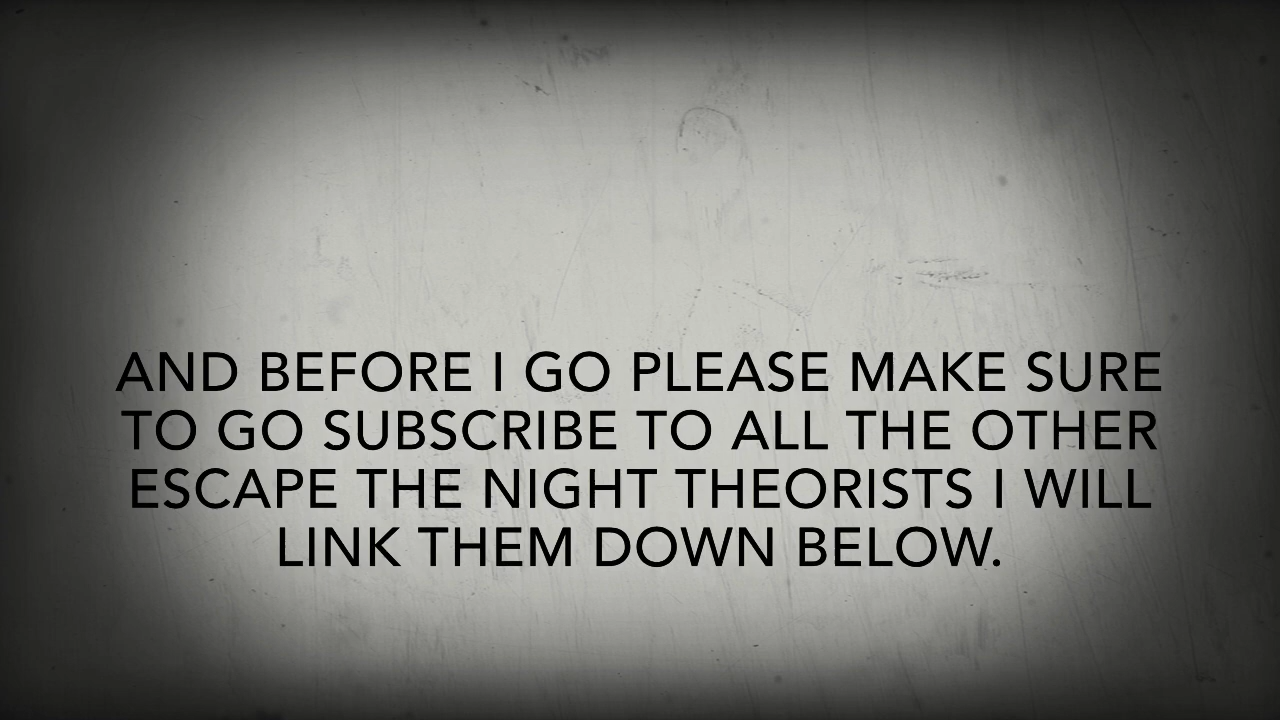 AND BEFORE I GO PLEASE MAKE SURE
TO GO SUBSCRIBE TO ALL THE OTHER
ESCAPE THE NIGHT THEORISTS I WILL
LINK THEM DOWN BELOW.